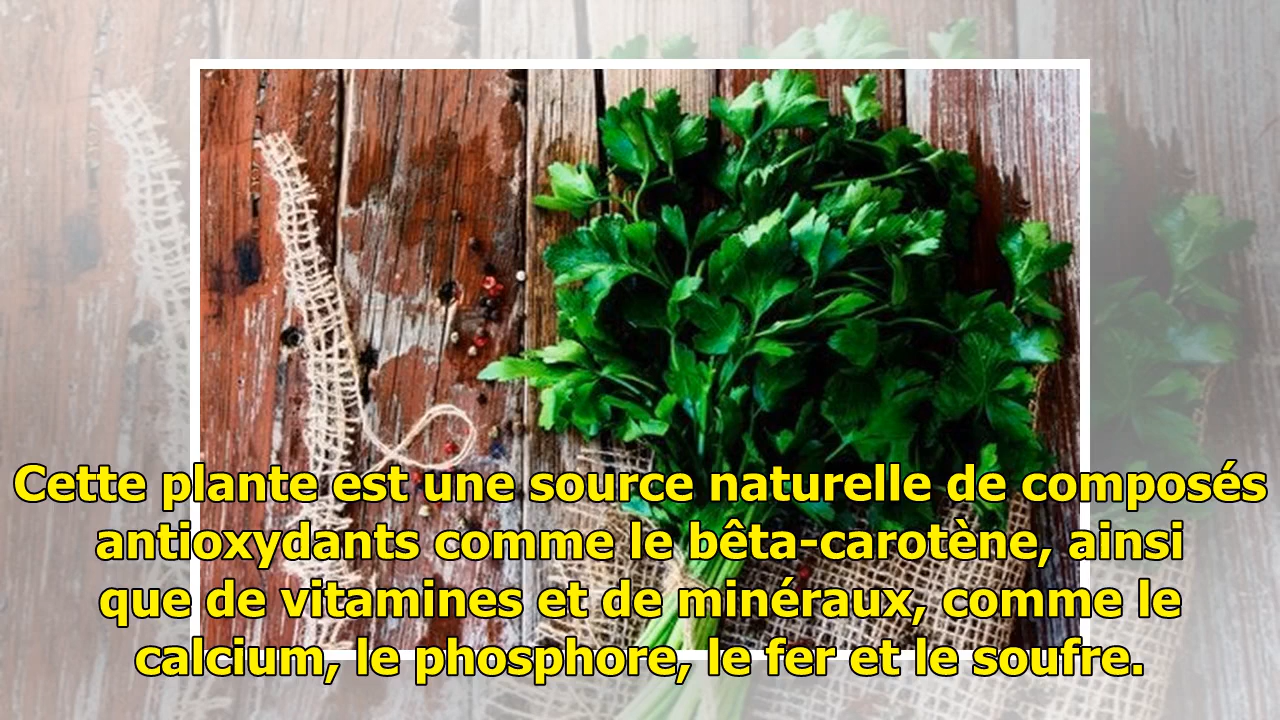 Cette plante est une source naturelle de composés
antioxydants comme le bêta-carotène, ainsi
que de vitamines et de minéraux, comme le
calcium, le phosphore, le fer et le soufre.